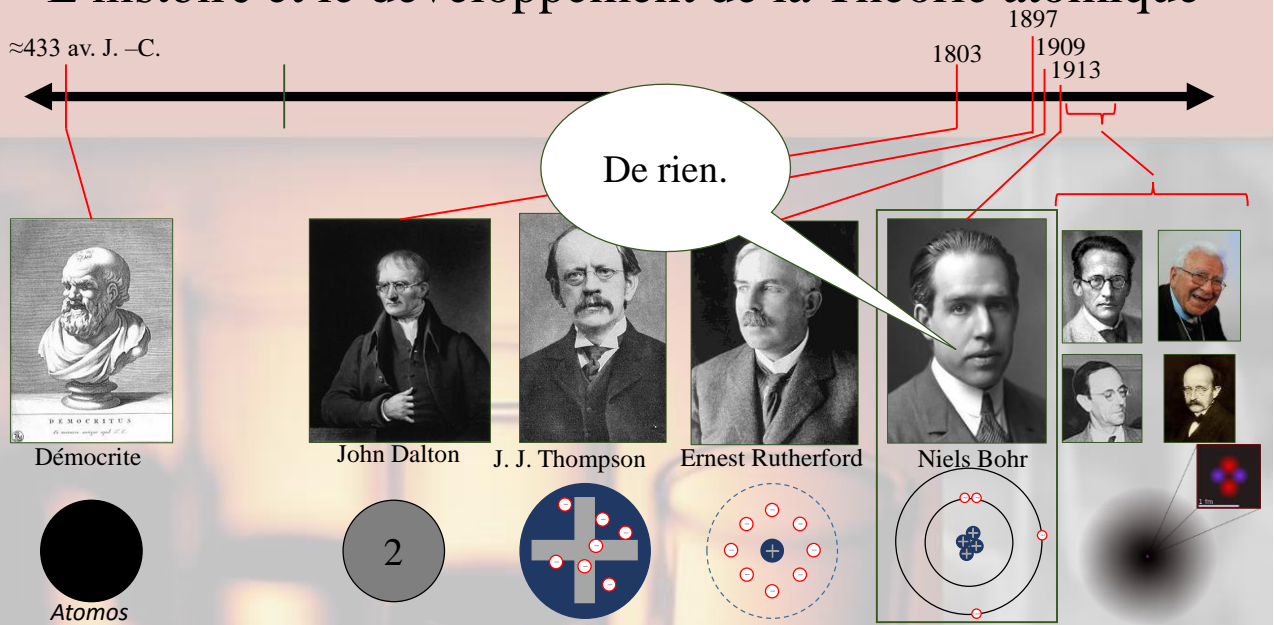 L'histoire et le développement de la Théorie atomique
≈433 av. J. –C.
1803
1897
1909
1913
De rien.
DEMOCRITUS
Démocrite
John Dalton
J. J. Thompson
Ernest Rutherford
Niels Bohr
Atomos
2
+
+
+
+
+
1 fm